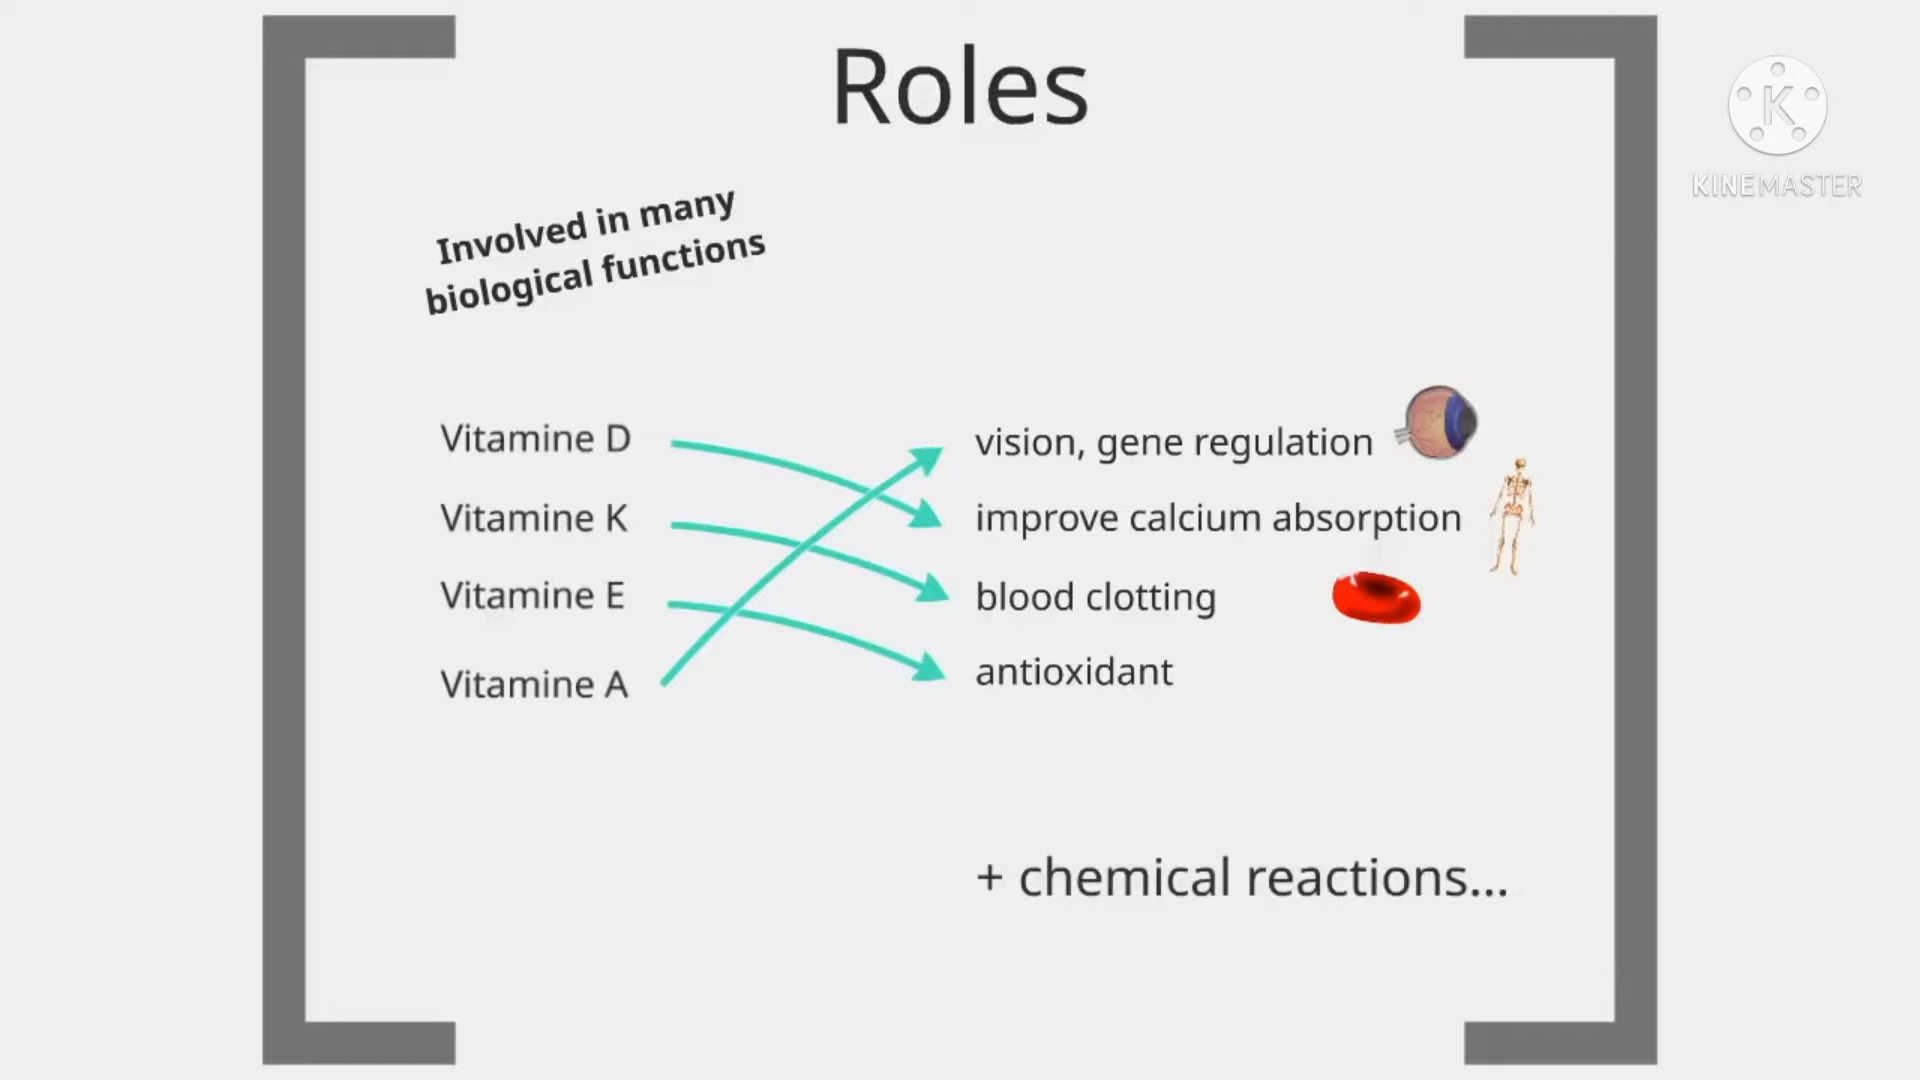 Roles
K
KINEMASTER
Involved in many
biological functions
Vitamine D
Vitamine K
Vitamine E
Vitamine A
vision, gene regulation
improve calcium absorption
blood clotting
antioxidant
+ chemical reactions...